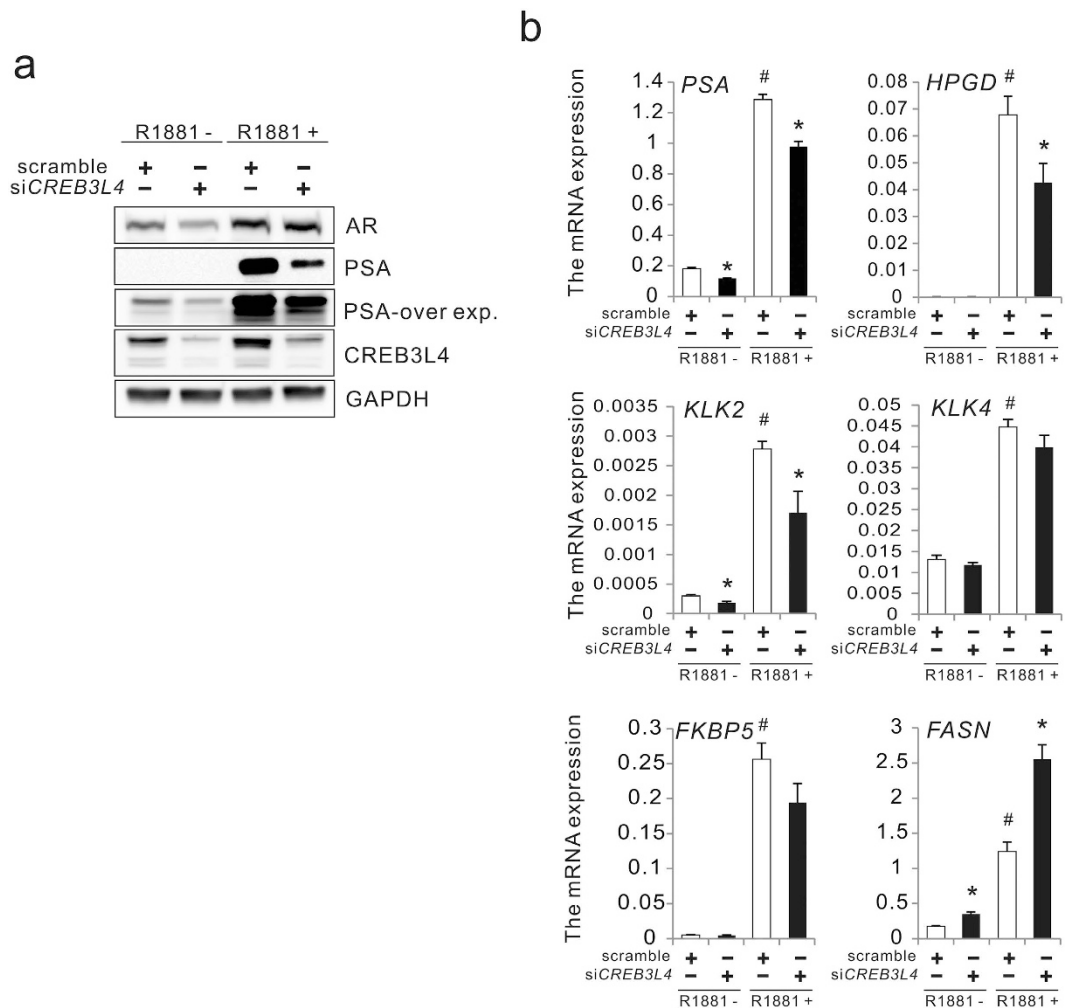 a
R1881 - R1881 +
scramble + - + -
siCREB3L4 - + - +
AR
PSA
PSA-over exp.
CREB3L4
GAPDH
b
The mRNA expression
PSA
1.4
1.2
1
0.8
0.6
0.4
0.2
0
#
*
*
scramble + - + -
siCREB3L4 - + - +
R1881 - R1881 +
HPGD
0.08
0.07
0.06
0.05
0.04
0.03
0.02
0.01
0
#
*
scramble + - + -
siCREB3L4 - + - +
R1881 - R1881 +
The mRNA expression
KLK2
0.0035
0.003
0.0025
0.002
0.0015
0.001
0.0005
0
#
*
*
scramble + - + -
siCREB3L4 - + - +
R1881 - R1881 +
KLK4
0.05
0.045
0.04
0.035
0.03
0.025
0.02
0.015
0.01
0.005
0
#
scramble + - + -
siCREB3L4 - + - +
R1881 - R1881 +
The mRNA expression
FKBP5
0.3
0.25
0.2
0.15
0.1
0.05
0
#
scramble + - + -
siCREB3L4 - + - +
R1881 - R1881 +
FASN
3
2.5
2
1.5
1
0.5
0
*
#
*
scramble + - + -
siCREB3L4 - + - +
R1881 - R1881 +